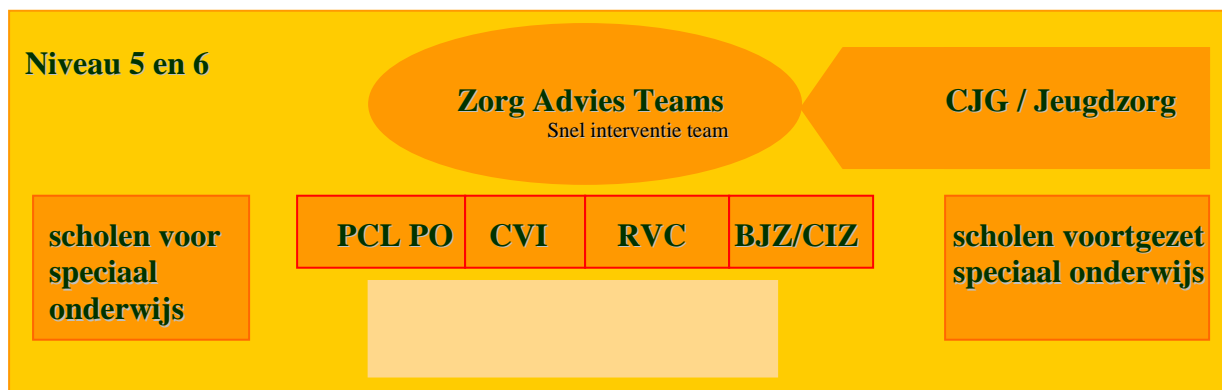 Niveau 5 en 6
Zorg Advies Teams
Snel interventie team
CJG / Jeugdzorg
scholen voor
speciaal
onderwijs
PCL PO
CVI
RVC
BJZ/CIZ
scholen voortgezet
speciaal onderwijs